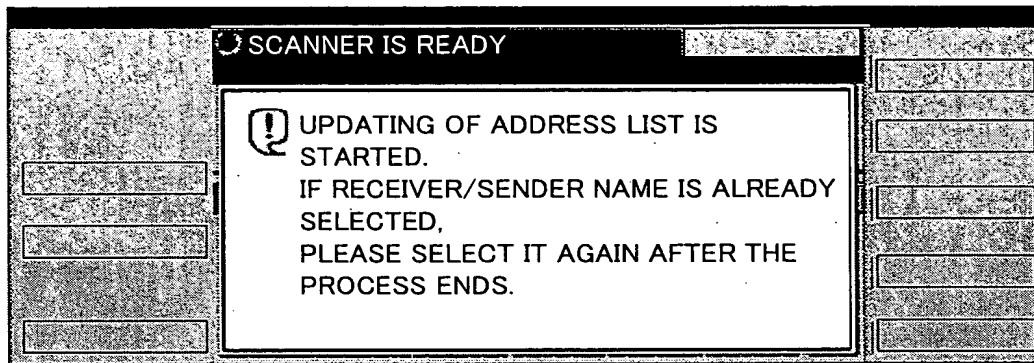 SCANNER IS READY
UPDATING OF ADDRESS LIST IS
STARTED.
IF RECEIVER/SENDER NAME IS ALREADY
SELECTED,
PLEASE SELECT IT AGAIN AFTER THE
PROCESS ENDS.